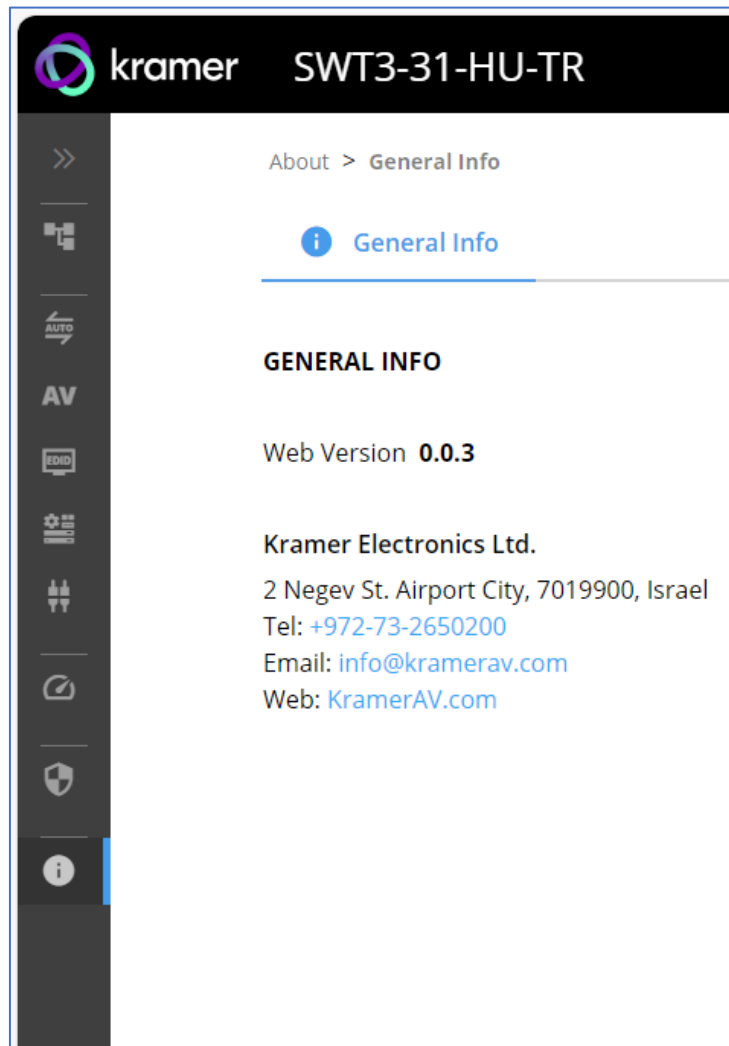 kramer SWT3-31-HU-TR
About > General Info
General Info
AUTO
AV
EDID
GENERAL INFO
Web Version 0.0.3
Kramer Electronics Ltd.
2 Negev St. Airport City, 7019900, Israel
Tel: +972-73-2650200
Email: info@kramerav.com
Web: KramerAV.com